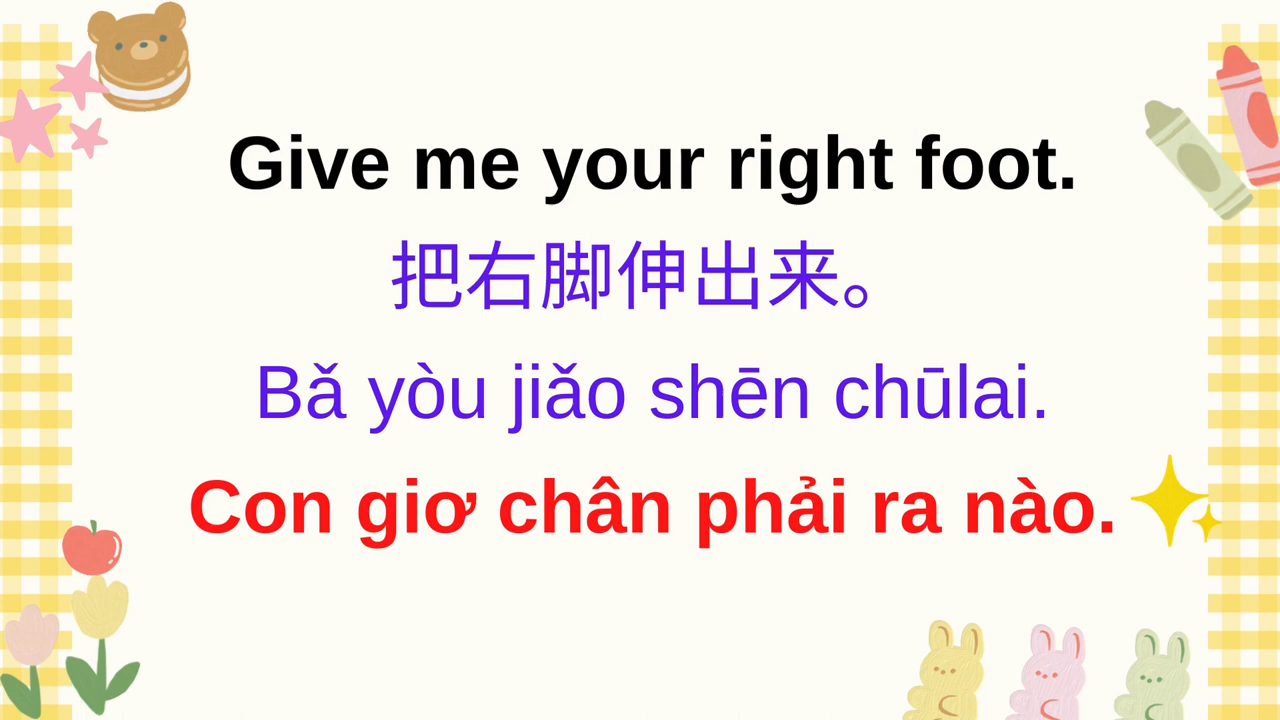 Give me your right foot.
把右脚伸出来。
Bǎ yòu jiǎo shēn chūlai.
Con giơ chân phải ra nào.